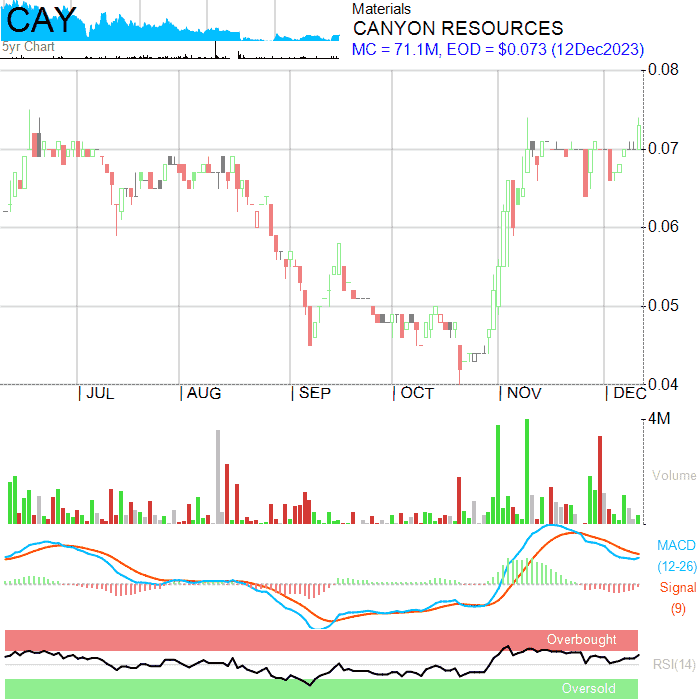 CAY
5yr Chart
Materials
CANYON RESOURCES
MC = 71.1M, EOD = $0.073 (12Dec2023)
0.08
0.07
0.06
0.05
0.04
JUL AUG SEP OCT NOV DEC
4M
Volume
MACD
(12-26)
Signal
(9)
Overbought
RSI(14)
Oversold